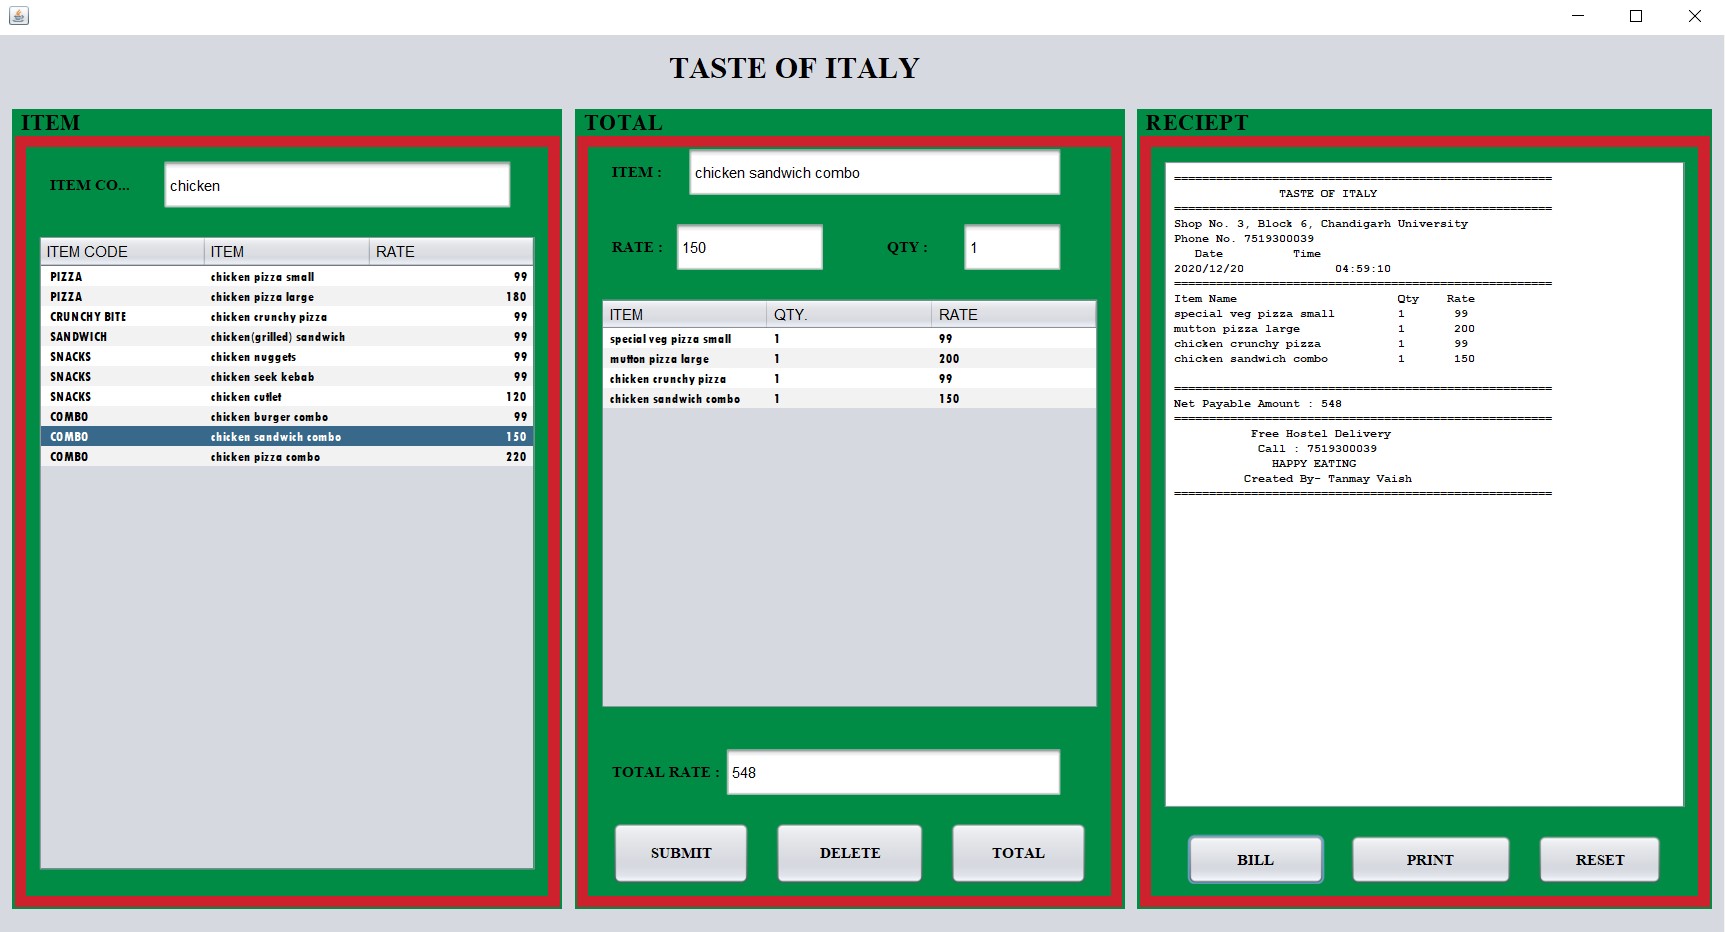 TASTE OF ITALY
ITEM
ITEM CO... chicken
ITEM CODE ITEM RATE
PIZZA chicken pizza small 99
PIZZA chicken pizza large 180
CRUNCHY BITE chicken crunchy pizza 99
SANDWICH chicken(grilled) sandwich 99
SNACKS chicken nuggets 99
SNACKS chicken seek kebab 99
SNACKS chicken cutlet 120
COMBO chicken burger combo 99
COMBO chicken sandwich combo 150
COMBO chicken pizza combo 220
TOTAL
ITEM : chicken sandwich combo
RATE : 150 QTY : 1
ITEM QTY. RATE
special veg pizza small 1 99
mutton pizza large 1 200
chicken crunchy pizza 1 99
chicken sandwich combo 1 150
TOTAL RATE : 548
SUBMIT DELETE TOTAL
RECIEPT
======================================================
TASTE OF ITALY
======================================================
Shop No. 3, Block 6, Chandigarh University
Phone No. 7519300039
Date Time
2020/12/20 04:59:10
======================================================
Item Name Qty Rate
special veg pizza small 1 99
mutton pizza large 1 200
chicken crunchy pizza 1 99
chicken sandwich combo 1 150
======================================================
Net Payable Amount : 548
======================================================
Free Hostel Delivery
Call : 7519300039
HAPPY EATING
Created By- Tanmay Vaish
======================================================
BILL PRINT RESET